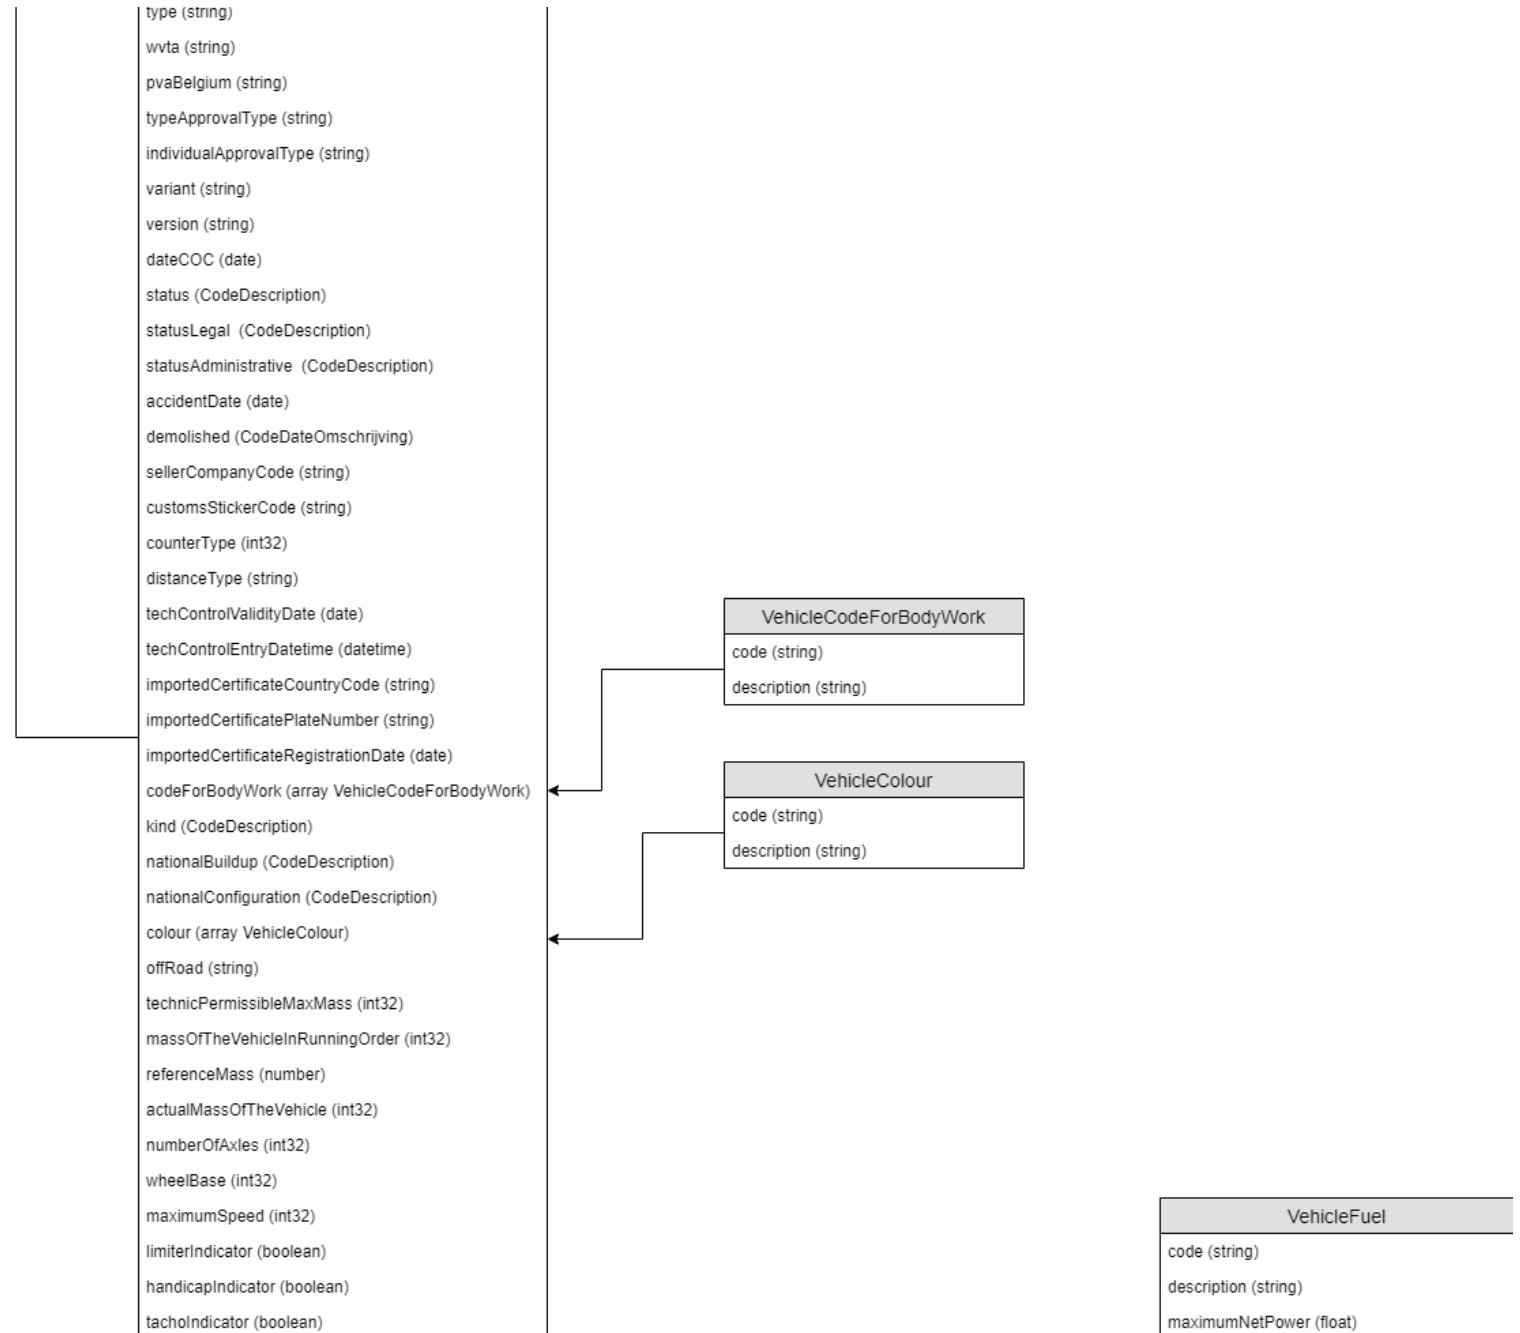 type (string)
wvta (string)
pvaBelgium (string)
typeApprovalType (string)
individualApprovalType (string)
variant (string)
version (string)
dateCOC (date)
status (CodeDescription)
statusLegal  (CodeDescription)
statusAdministrative  (CodeDescription)
accidentDate (date)
demolished (CodeDateOmschrijving)
sellerCompanyCode (string)
customsStickerCode (string)
counterType (int32)
distanceType (string)
techControlValidityDate (date)
techControlEntryDatetime (datetime)
importedCertificateCountryCode (string)
importedCertificatePlateNumber (string)
importedCertificateRegistrationDate (date)
codeForBodyWork (array VehicleCodeForBodyWork)
kind (CodeDescription)
nationalBuildup (CodeDescription)
nationalConfiguration (CodeDescription)
colour (array VehicleColour)
offRoad (string)
technicPermissibleMaxMass (int32)
massOfTheVehicleInRunningOrder (int32)
referenceMass (number)
actualMassOfTheVehicle (int32)
numberOfAxles (int32)
wheelBase (int32)
maximumSpeed (int32)
limiterIndicator (boolean)
handicapIndicator (boolean)
tachoIndicator (boolean)
VehicleCodeForBodyWork
code (string)
description (string)
VehicleColour
code (string)
description (string)
VehicleFuel
code (string)
description (string)
maximumNetPower (float)